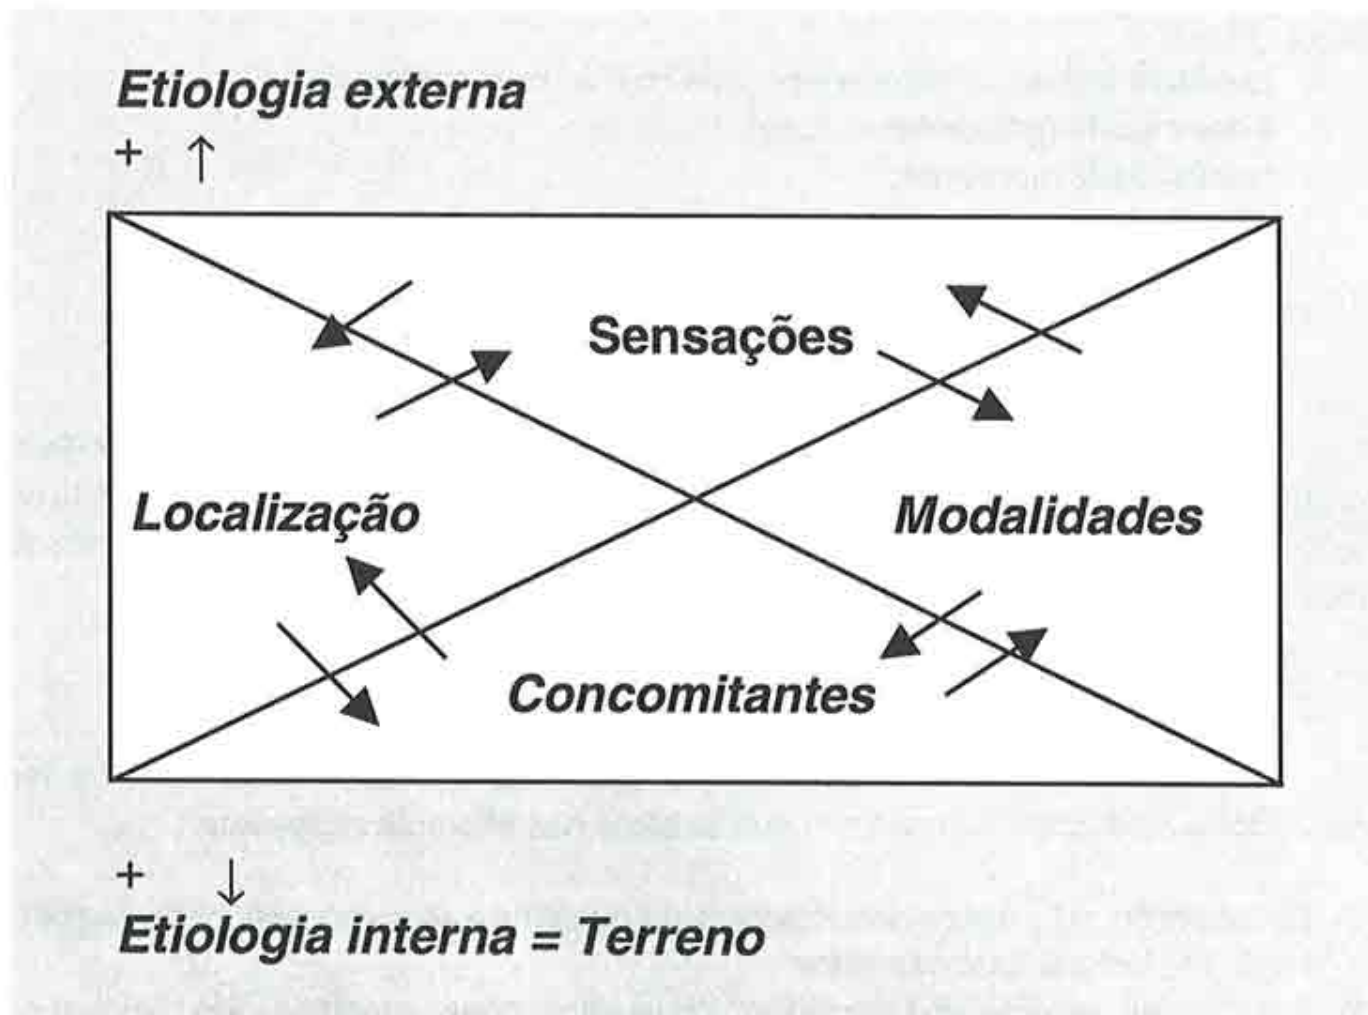 Etiologia externa
+ ↑
Sensações
Localização
Modalidades
Concomitantes
+ ↓
Etiologia interna = Terreno